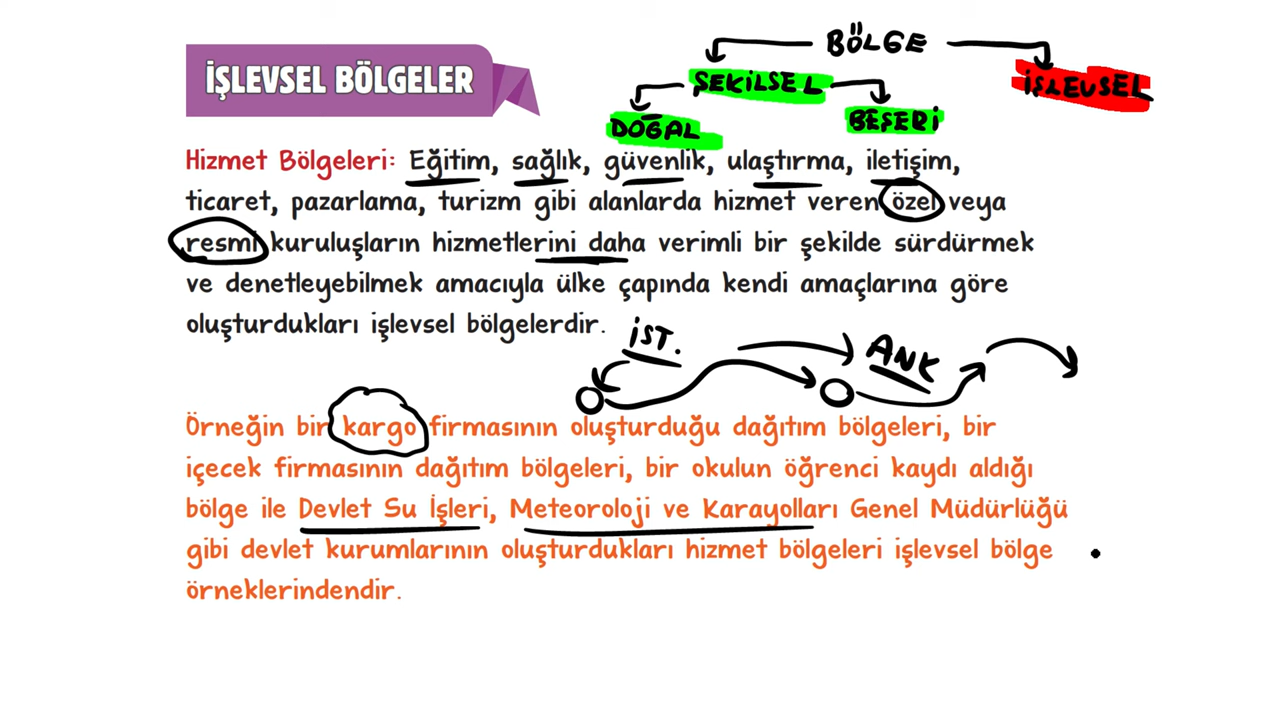 BÖLGE
İŞLEVSEL BÖLGELER
ŞEKİLSEL
İŞLEVSEL
DOĞAL
BEŞERİ
Hizmet Bölgeleri: Eğitim, sağlık, güvenlik, ulaştırma, iletişim,
ticaret, pazarlama, turizm gibi alanlarda hizmet veren özel veya
resmi kuruluşların hizmetlerini daha verimli bir şekilde sürdürmek
ve denetleyebilmek amacıyla ülke çapında kendi amaçlarına göre
oluşturdukları işlevsel bölgelerdir.
İST.
ANK
Örneğin bir kargo firmasının oluşturduğu dağıtım bölgeleri, bir
içecek firmasının dağıtım bölgeleri, bir okulun öğrenci kaydı aldığı
bölge ile Devlet Su İşleri, Meteoroloji ve Karayolları Genel Müdürlüğü
gibi devlet kurumlarının oluşturdukları hizmet bölgeleri işlevsel bölge
örneklerindendir.